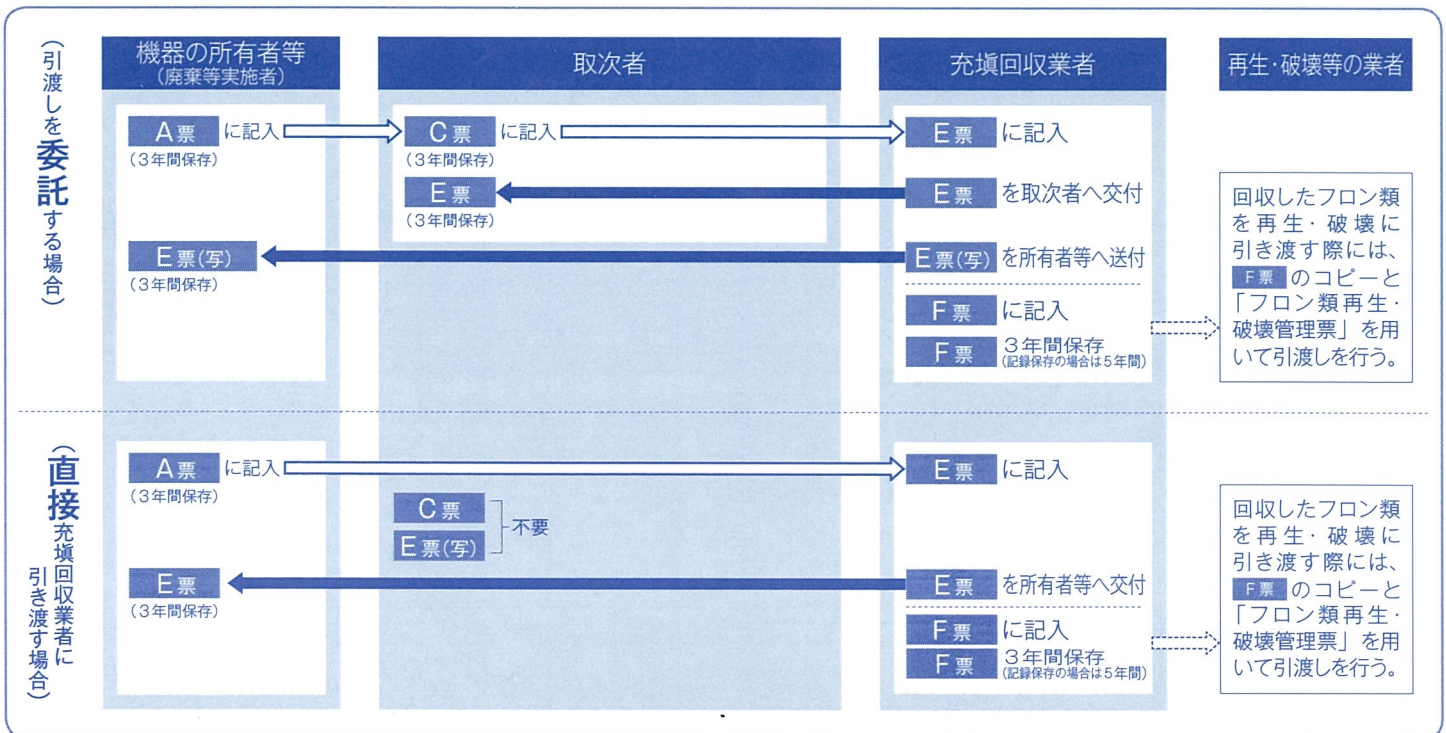 機器の所有者等
(廃棄等実施者)
取次者
充塡回収業者
再生・破壊等の業者
(引渡しを委託する場合)
A票 に記入
(3年間保存)
C票 に記入
(3年間保存)
E票 に記入
E票
(3年間保存)
E票 を取次者へ交付
E票(写)
(3年間保存)
E票(写) を所有者等へ送付
F票 に記入
F票 3年間保存
(記録保存の場合は5年間)
回収したフロン類
を再生・破壊に
引き渡す際には、
F票 のコピーと
「フロン類再生・
破壊管理票」を用
いて引渡しを行う。
(直接充塡回収業者に
引き渡す場合)
A票 に記入
(3年間保存)
E票 に記入
C票
E票(写)
不要
E票
(3年間保存)
E票 を所有者等へ交付
F票 に記入
F票 3年間保存
(記録保存の場合は5年間)
回収したフロン類
を再生・破壊に
引き渡す際には、
F票 のコピーと
「フロン類再生・
破壊管理票」を用
いて引渡しを行う。